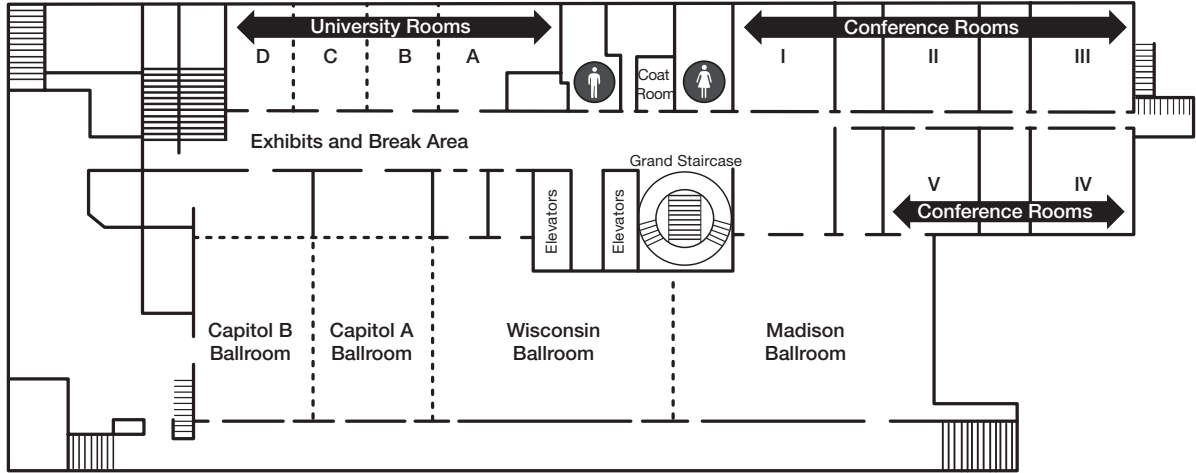 University Rooms
Conference Rooms
D
C
B
A
I
II
III
Coat
Room
Exhibits and Break Area
Grand Staircase
V
IV
Conference Rooms
Elevators
Elevators
Capitol B
Ballroom
Capitol A
Ballroom
Wisconsin
Ballroom
Madison
Ballroom